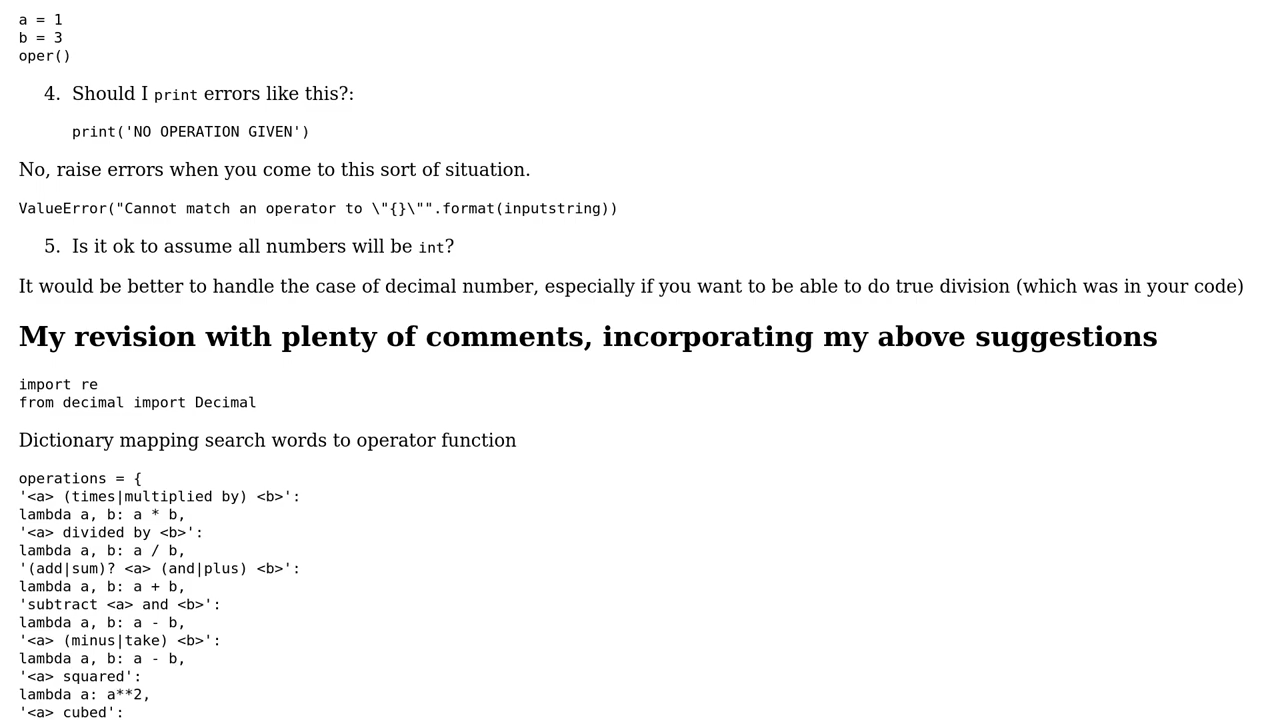 a = 1
b = 3
oper()
4. Should I print errors like this?:
print('NO OPERATION GIVEN')
No, raise errors when you come to this sort of situation.
ValueError("Cannot match an operator to \"{}\"".format(inputstring))
5. Is it ok to assume all numbers will be int?
It would be better to handle the case of decimal number, especially if you want to be able to do true division (which was in your code)
My revision with plenty of comments, incorporating my above suggestions
import re
from decimal import Decimal
Dictionary mapping search words to operator function
operations = {
'<a> (times|multiplied by) <b>':
lambda a, b: a * b,
'<a> divided by <b>':
lambda a, b: a / b,
'(add|sum)? <a> (and|plus) <b>':
lambda a, b: a + b,
'subtract <a> and <b>':
lambda a, b: a - b,
'<a> (minus|take) <b>':
lambda a, b: a - b,
'<a> squared':
lambda a: a**2,
'<a> cubed':